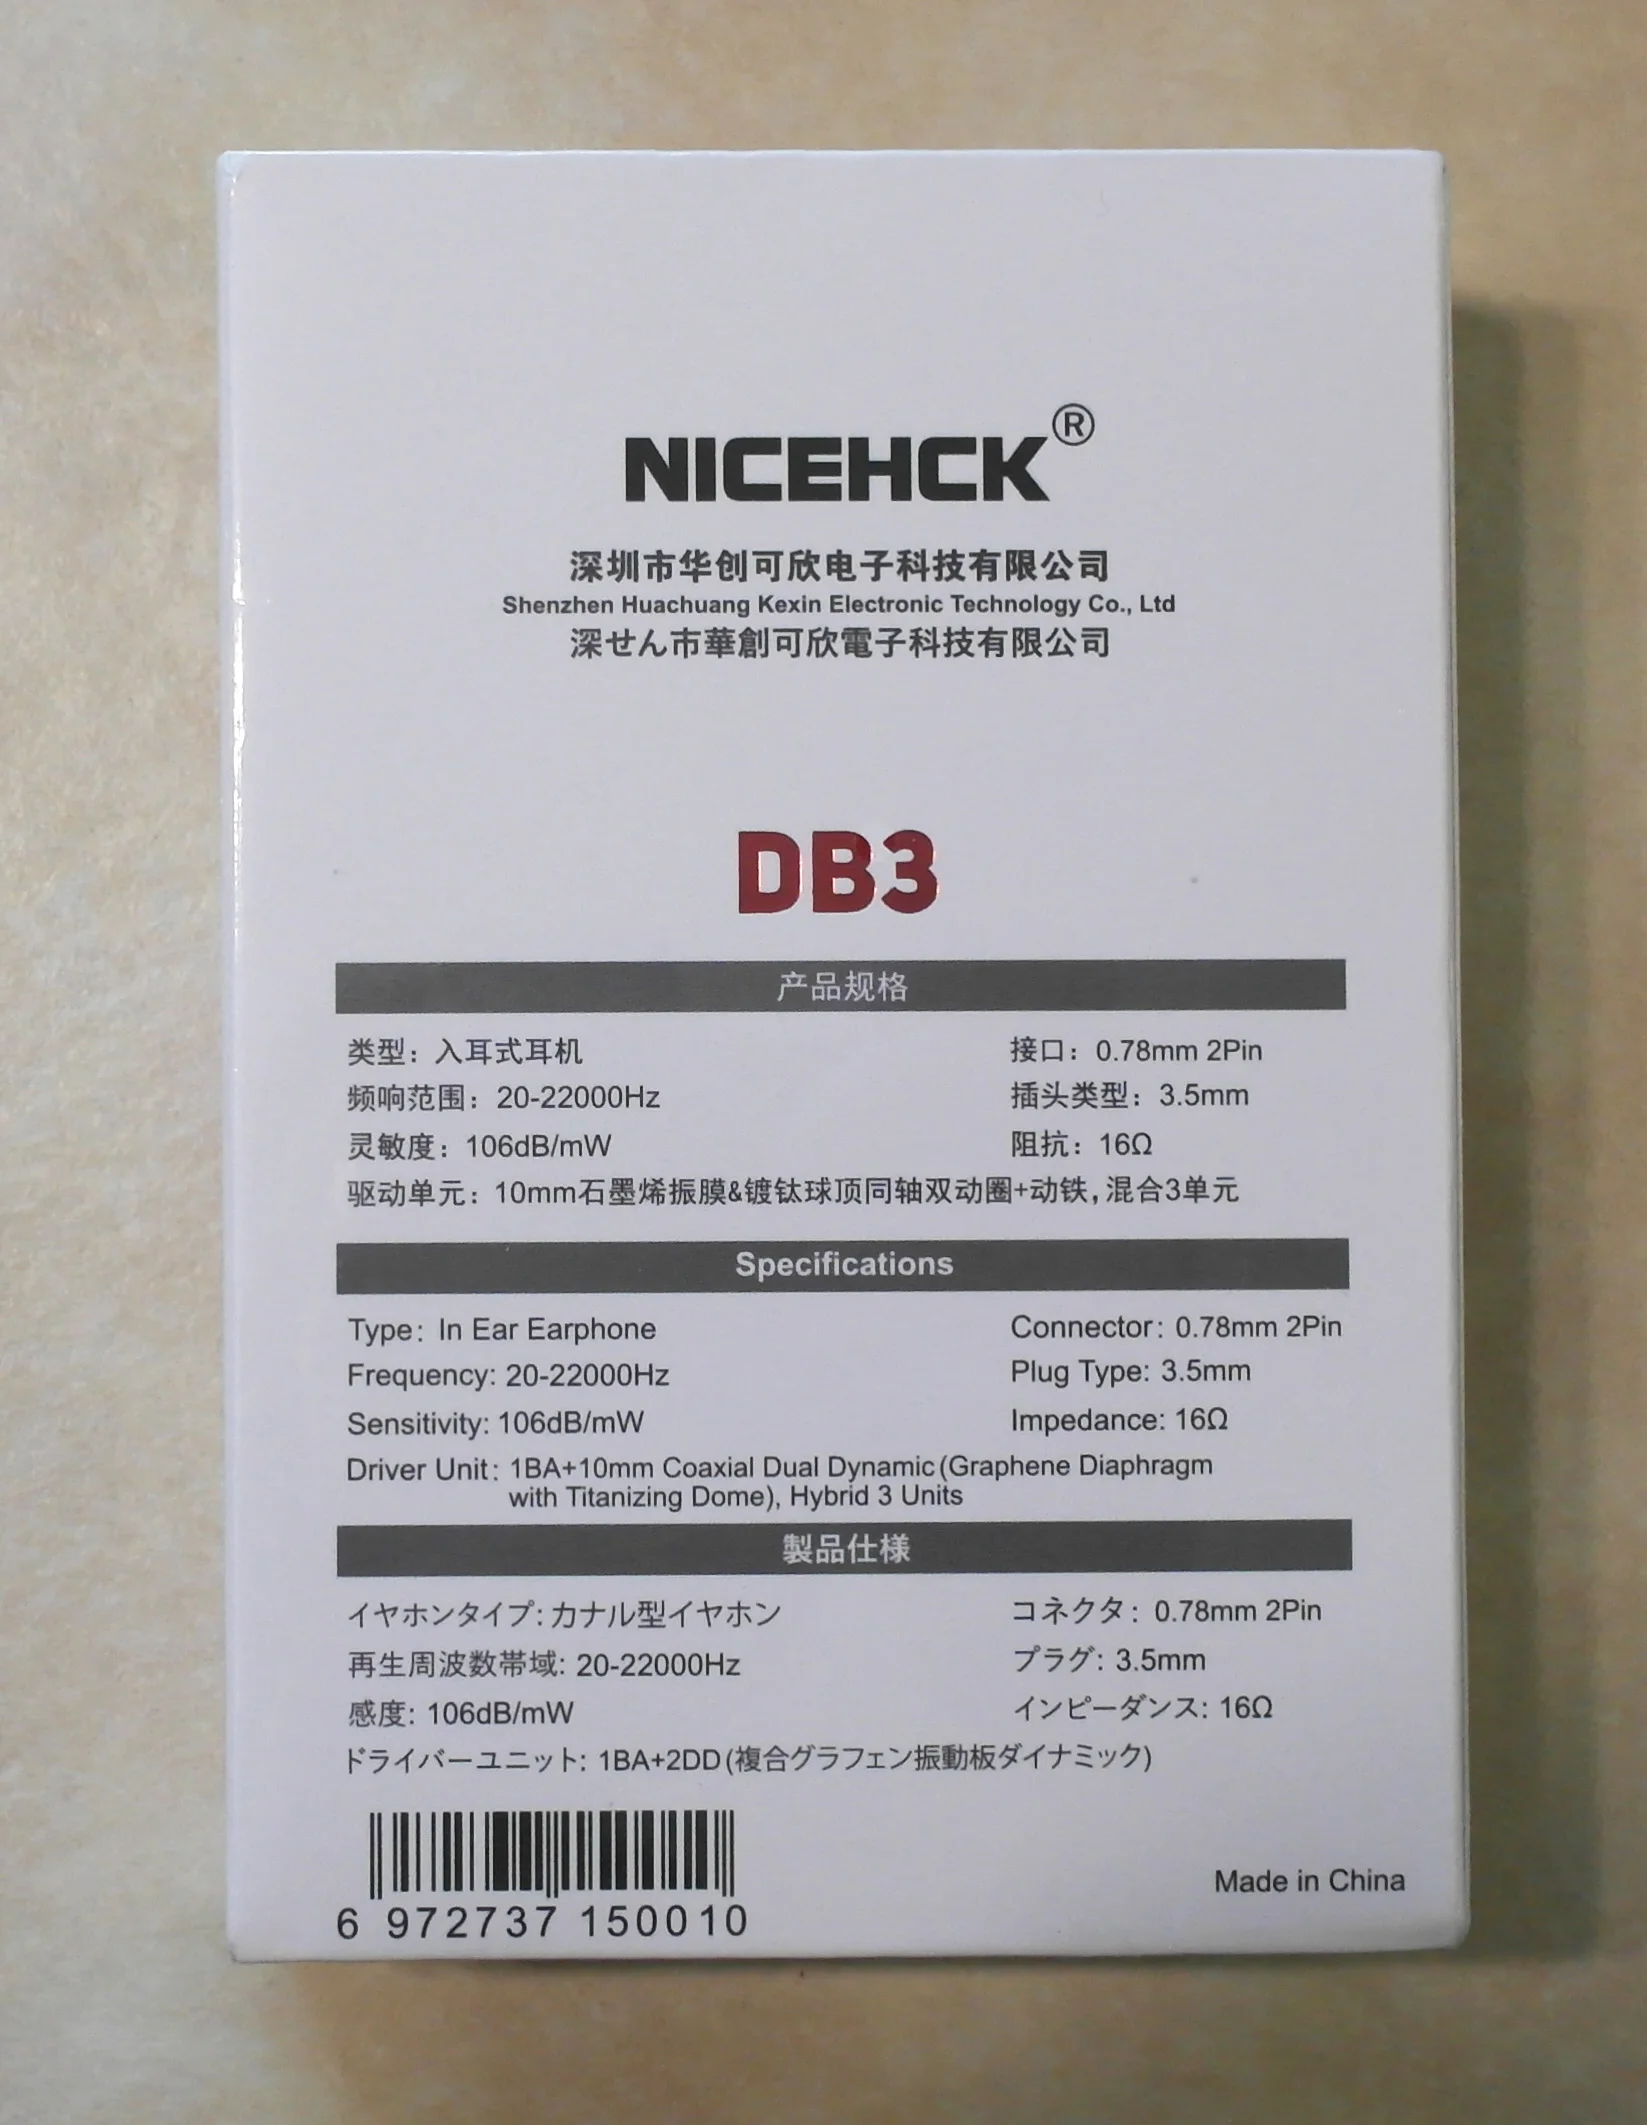 NICEHCK®
深圳市华创可欣电子科技有限公司
Shenzhen Huachuang Kexin Electronic Technology Co., Ltd
深せん市華創可欣電子科技有限公司
DB3
产品规格
类型: 入耳式耳机 接口: 0.78mm 2Pin
频响范围: 20-22000Hz 插头类型: 3.5mm
灵敏度: 106dB/mW 阻抗: 16Ω
驱动单元: 10mm石墨烯振膜&镀钛球顶同轴双动圈+动铁, 混合3单元
Specifications
Type: In Ear Earphone Connector: 0.78mm 2Pin
Frequency: 20-22000Hz Plug Type: 3.5mm
Sensitivity: 106dB/mW Impedance: 16Ω
Driver Unit: 1BA+10mm Coaxial Dual Dynamic (Graphene Diaphragm
with Titanizing Dome), Hybrid 3 Units
製品仕様
イヤホンタイプ: カナル型イヤホン コネクタ: 0.78mm 2Pin
再生周波数帯域: 20-22000Hz プラグ: 3.5mm
感度: 106dB/mW インピーダンス: 16Ω
ドライバーユニット: 1BA+2DD (複合グラフェン振動板ダイナミック)
Made in China
6 972737 150010